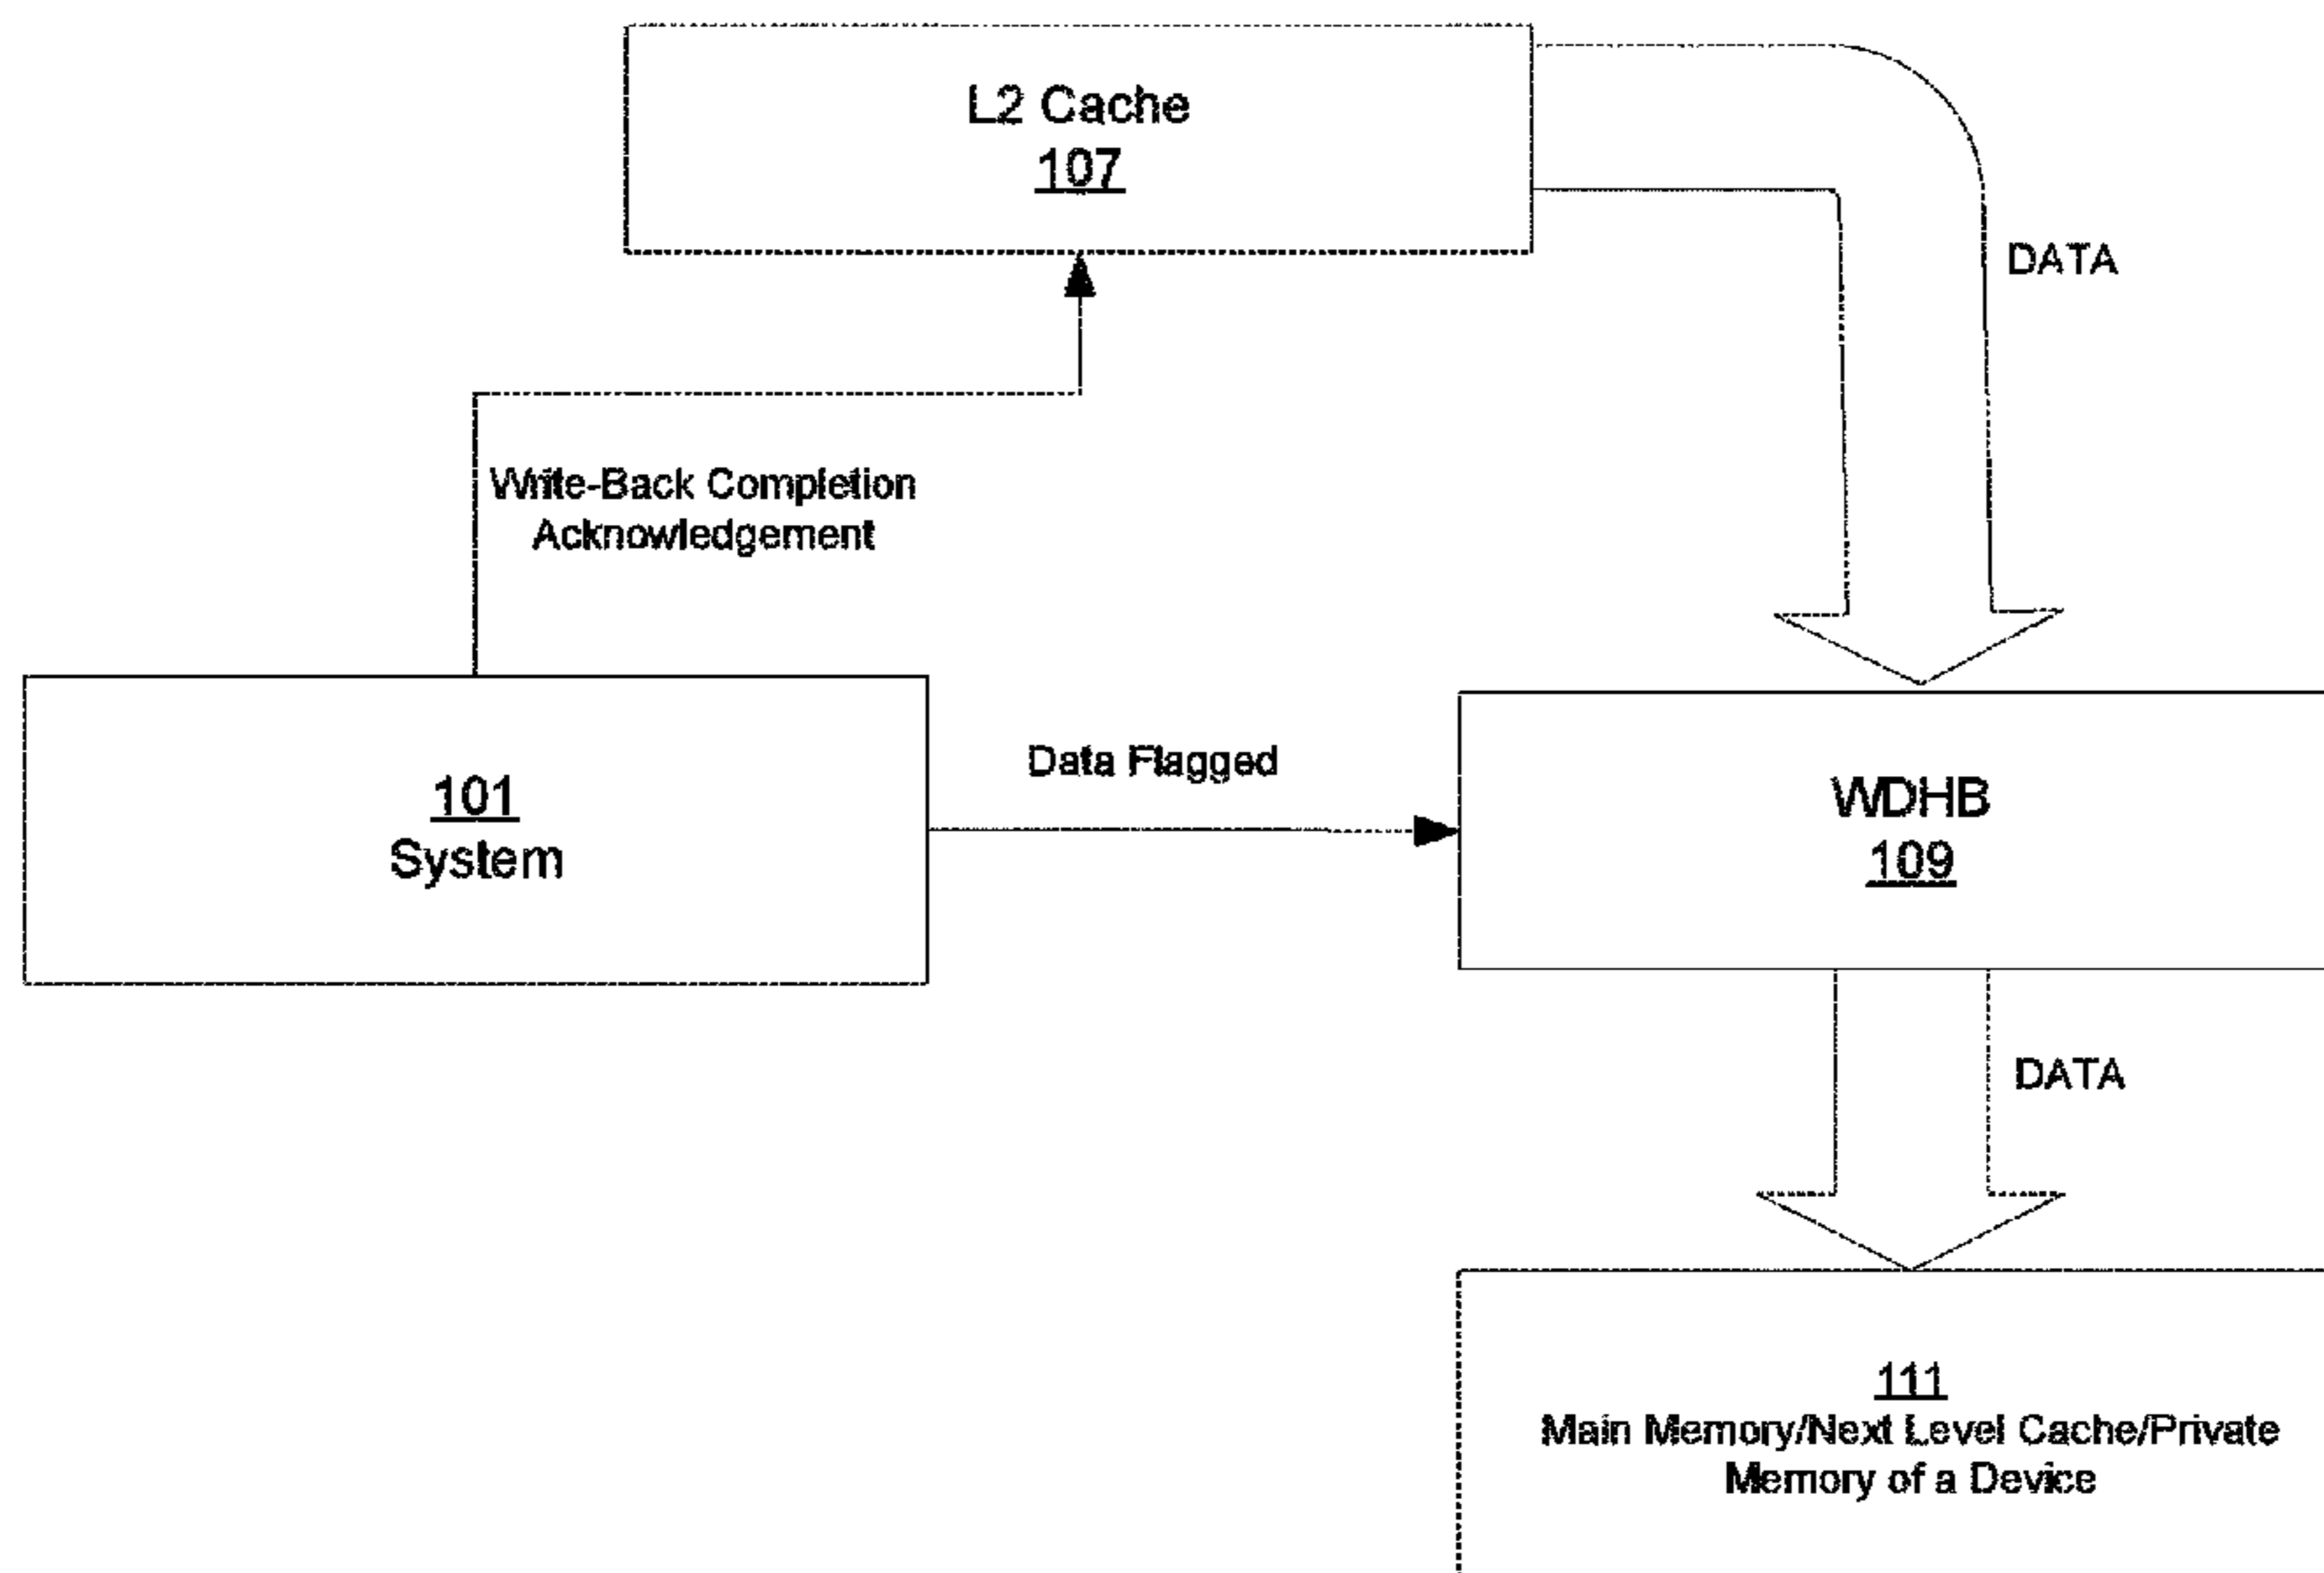 L2 Cache
107
DATA
Write-Back Completion
Acknowledgement
Data Flagged
101
System
WDHB
109
DATA
111
Main Memory/Next Level Cache/Private
Memory of a Device